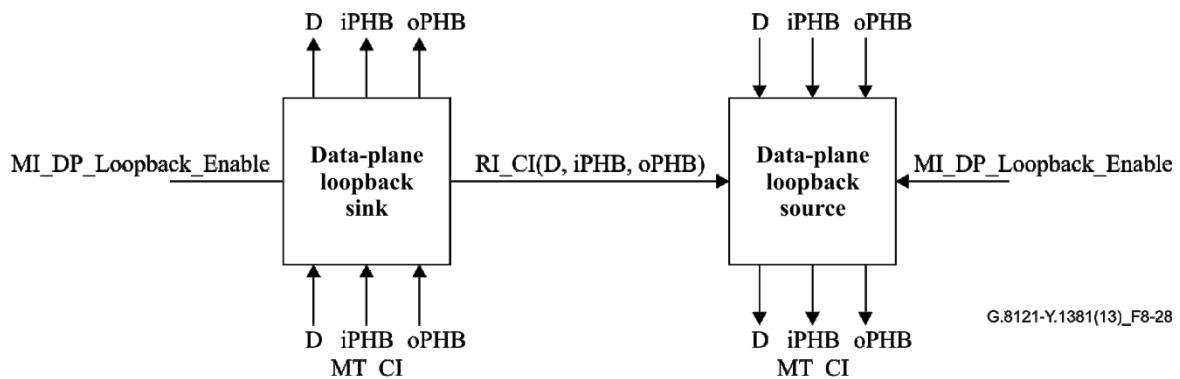 D iPHB oPHB
D iPHB oPHB
MI_DP_Loopback_Enable
Data-plane
loopback
sink
RI_CI(D, iPHB, oPHB)
Data-plane
loopback
source
MI_DP_Loopback_Enable
D iPHB oPHB
MT_CI
D iPHB oPHB
MT_CI
G.8121-Y.1381(13)_F8-28